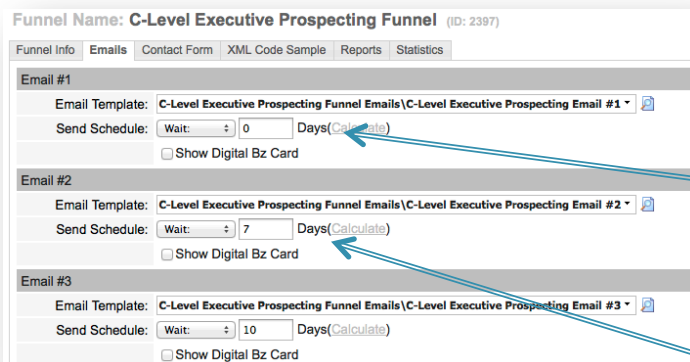 Funnel Name: C-Level Executive Prospecting Funnel (ID: 2397)
Funnel Info Emails Contact Form XML Code Sample Reports Statistics
Email #1
Email Template: C-Level Executive Prospecting Funnel Emails\C-Level Executive Prospecting Email #1
Send Schedule: Wait: 0 Days(Calculate)
Show Digital Bz Card
Email #2
Email Template: C-Level Executive Prospecting Funnel Emails\C-Level Executive Prospecting Email #2
Send Schedule: Wait: 7 Days(Calculate)
Show Digital Bz Card
Email #3
Email Template: C-Level Executive Prospecting Funnel Emails\C-Level Executive Prospecting Email #3
Send Schedule: Wait: 10 Days(Calculate)
Show Digital Bz Card